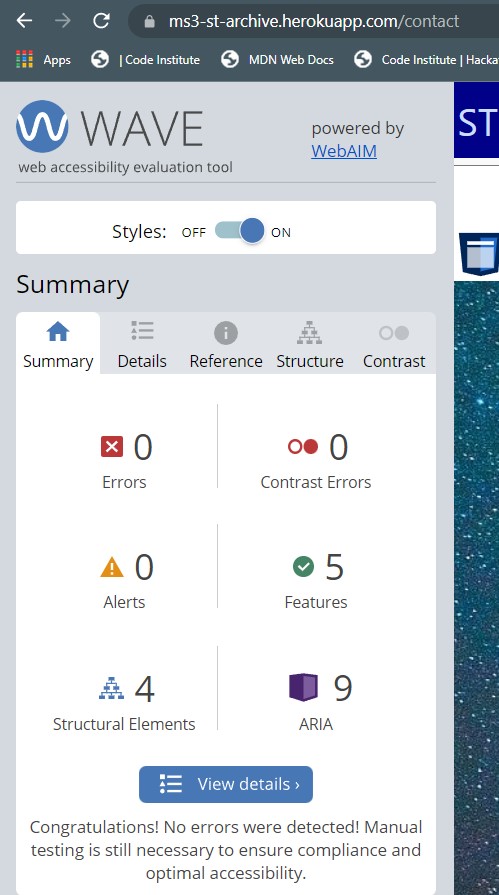 ms3-st-archive.herokuapp.com/contact
Apps | Code Institute MDN Web Docs Code Institute | Hacka
WAVE
web accessibility evaluation tool
powered by
WebAIM
ST
Styles: OFF ON
Summary
Summary Details Reference Structure Contrast
0 0
Errors Contrast Errors
0 5
Alerts Features
4 9
Structural Elements ARIA
View details ›
Congratulations! No errors were detected! Manual
testing is still necessary to ensure compliance and
optimal accessibility.